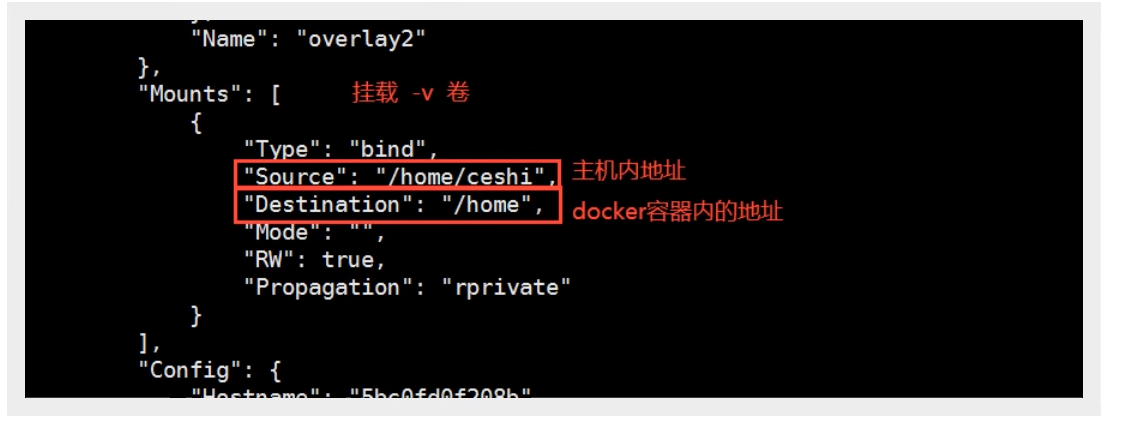 "Name": "overlay2"
},
"Mounts": [ 挂载 -v 卷
{
"Type": "bind",
"Source": "/home/ceshi", 主机内地址
"Destination": "/home", docker容器内的地址
"Mode": "",
"RW": true,
"Propagation": "rprivate"
}
],
"Config": {
"Hostname": "5bc0fd0f208b"